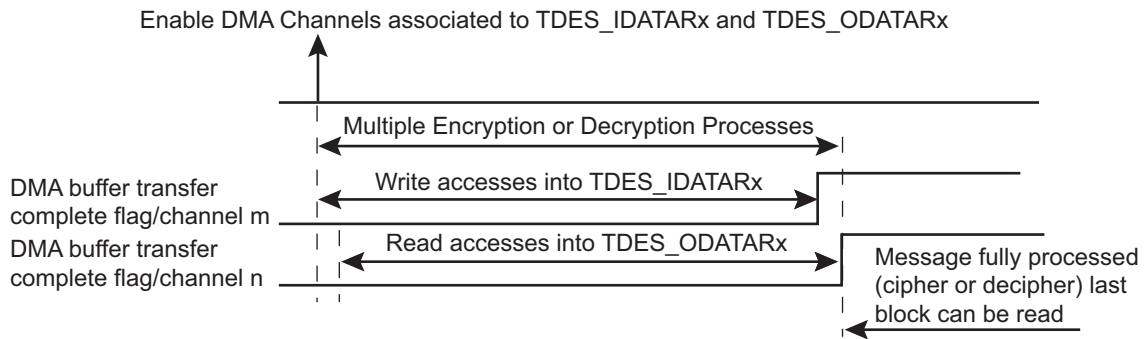 Enable DMA Channels associated to TDES_IDATARx and TDES_ODATARx
Multiple Encryption or Decryption Processes
Write accesses into TDES_IDATARx
DMA buffer transfer
complete flag/channel m
Read accesses into TDES_ODATARx
DMA buffer transfer
complete flag/channel n
Message fully processed
(cipher or decipher) last
block can be read